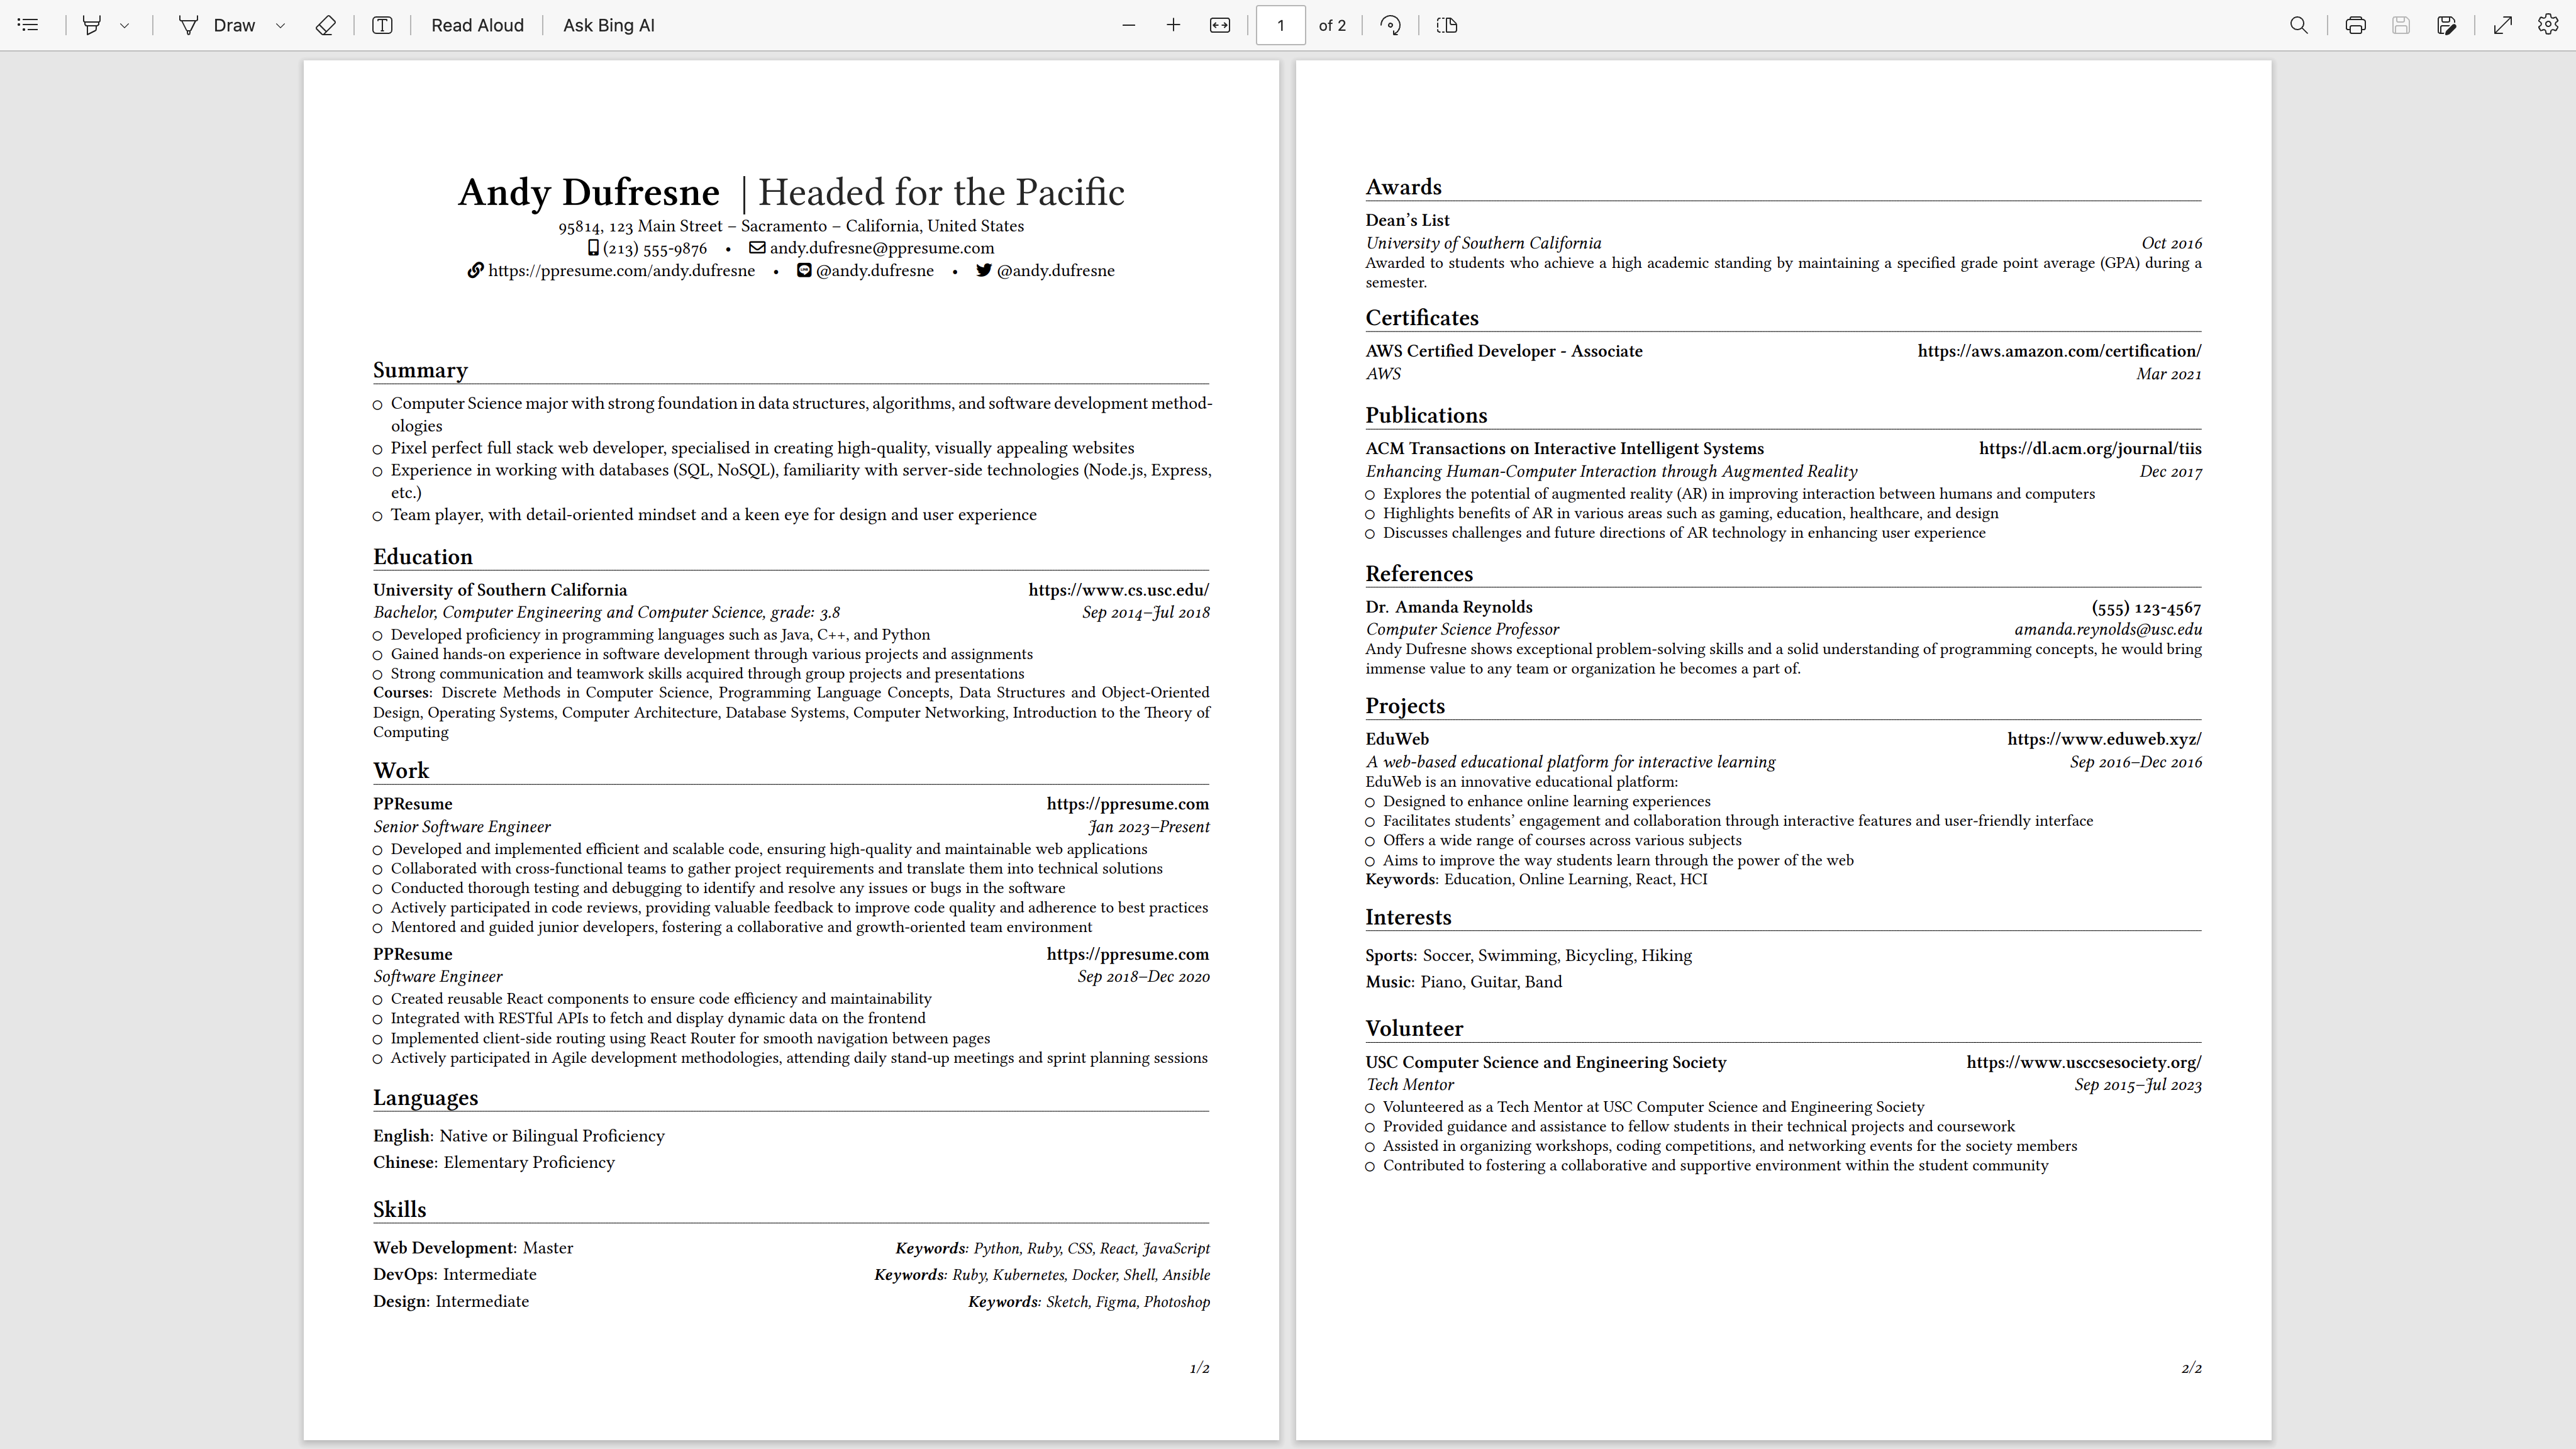 Draw
Read Aloud
Ask Bing AI
1 of 2
Andy Dufresne | Headed for the Pacific
95814, 123 Main Street – Sacramento – California, United States
(213) 555-9876 • andy.dufresne@ppresume.com
https://ppresume.com/andy.dufresne • @andy.dufresne • @andy.dufresne
Summary
Computer Science major with strong foundation in data structures, algorithms, and software development method-
ologies
Pixel perfect full stack web developer, specialised in creating high-quality, visually appealing websites
Experience in working with databases (SQL, NoSQL), familiarity with server-side technologies (Node.js, Express,
etc.)
Team player, with detail-oriented mindset and a keen eye for design and user experience
Education
University of Southern California https://www.cs.usc.edu/
Bachelor, Computer Engineering and Computer Science, grade: 3.8 Sep 2014–Jul 2018
Developed proficiency in programming languages such as Java, C++, and Python
Gained hands-on experience in software development through various projects and assignments
Strong communication and teamwork skills acquired through group projects and presentations
Courses: Discrete Methods in Computer Science, Programming Language Concepts, Data Structures and Object-Oriented
Design, Operating Systems, Computer Architecture, Database Systems, Computer Networking, Introduction to the Theory of
Computing
Work
PPResume https://ppresume.com
Senior Software Engineer Jan 2023–Present
Developed and implemented efficient and scalable code, ensuring high-quality and maintainable web applications
Collaborated with cross-functional teams to gather project requirements and translate them into technical solutions
Conducted thorough testing and debugging to identify and resolve any issues or bugs in the software
Actively participated in code reviews, providing valuable feedback to improve code quality and adherence to best practices
Mentored and guided junior developers, fostering a collaborative and growth-oriented team environment
PPResume https://ppresume.com
Software Engineer Sep 2018–Dec 2020
Created reusable React components to ensure code efficiency and maintainability
Integrated with RESTful APIs to fetch and display dynamic data on the frontend
Implemented client-side routing using React Router for smooth navigation between pages
Actively participated in Agile development methodologies, attending daily stand-up meetings and sprint planning sessions
Languages
English: Native or Bilingual Proficiency
Chinese: Elementary Proficiency
Skills
Web Development: Master Keywords: Python, Ruby, CSS, React, JavaScript
DevOps: Intermediate Keywords: Ruby, Kubernetes, Docker, Shell, Ansible
Design: Intermediate Keywords: Sketch, Figma, Photoshop
1/2
Awards
Dean's List
University of Southern California Oct 2016
Awarded to students who achieve a high academic standing by maintaining a specified grade point average (GPA) during a
semester.
Certificates
AWS Certified Developer - Associate https://aws.amazon.com/certification/
AWS Mar 2021
Publications
ACM Transactions on Interactive Intelligent Systems https://dl.acm.org/journal/tiis
Enhancing Human-Computer Interaction through Augmented Reality Dec 2017
Explores the potential of augmented reality (AR) in improving interaction between humans and computers
Highlights benefits of AR in various areas such as gaming, education, healthcare, and design
Discusses challenges and future directions of AR technology in enhancing user experience
References
Dr. Amanda Reynolds (555) 123-4567
Computer Science Professor amanda.reynolds@usc.edu
Andy Dufresne shows exceptional problem-solving skills and a solid understanding of programming concepts, he would bring
immense value to any team or organization he becomes a part of.
Projects
EduWeb https://www.eduweb.xyz/
A web-based educational platform for interactive learning Sep 2016–Dec 2016
EduWeb is an innovative educational platform:
Designed to enhance online learning experiences
Facilitates students' engagement and collaboration through interactive features and user-friendly interface
Offers a wide range of courses across various subjects
Aims to improve the way students learn through the power of the web
Keywords: Education, Online Learning, React, HCI
Interests
Sports: Soccer, Swimming, Bicycling, Hiking
Music: Piano, Guitar, Band
Volunteer
USC Computer Science and Engineering Society https://www.usccsesociety.org/
Tech Mentor Sep 2015–Jul 2023
Volunteered as a Tech Mentor at USC Computer Science and Engineering Society
Provided guidance and assistance to fellow students in their technical projects and coursework
Assisted in organizing workshops, coding competitions, and networking events for the society members
Contributed to fostering a collaborative and supportive environment within the student community
2/2